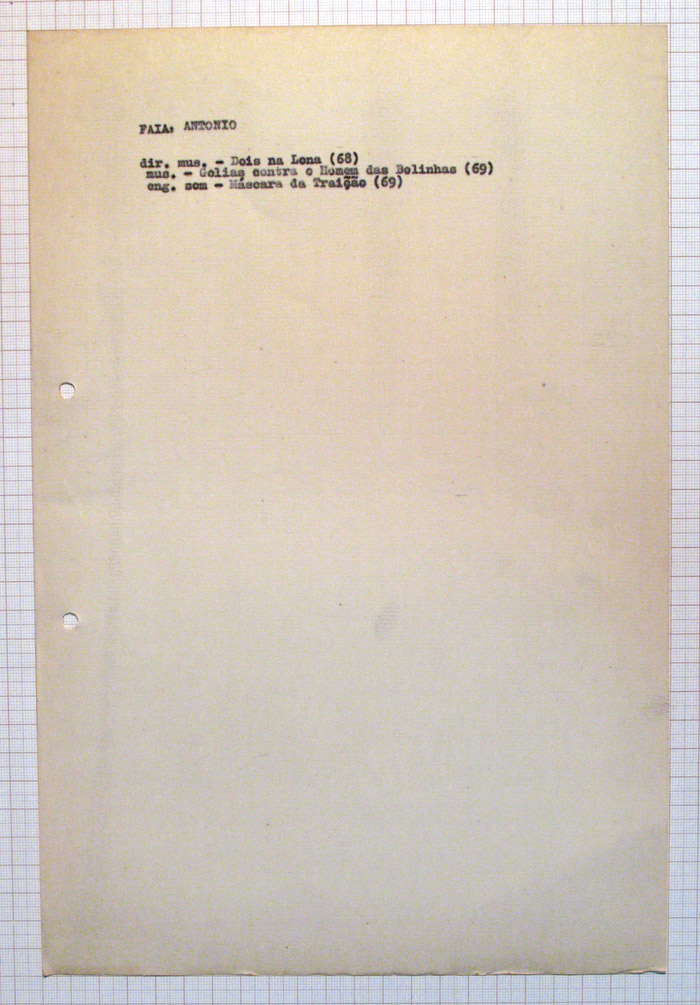 FAIA, ANTONIO
dir. mus. - Dois na Lona (68)
mus. - Golias contra o Homem das Bolinhas (69)
eng. som - Máscara da Traição (69)